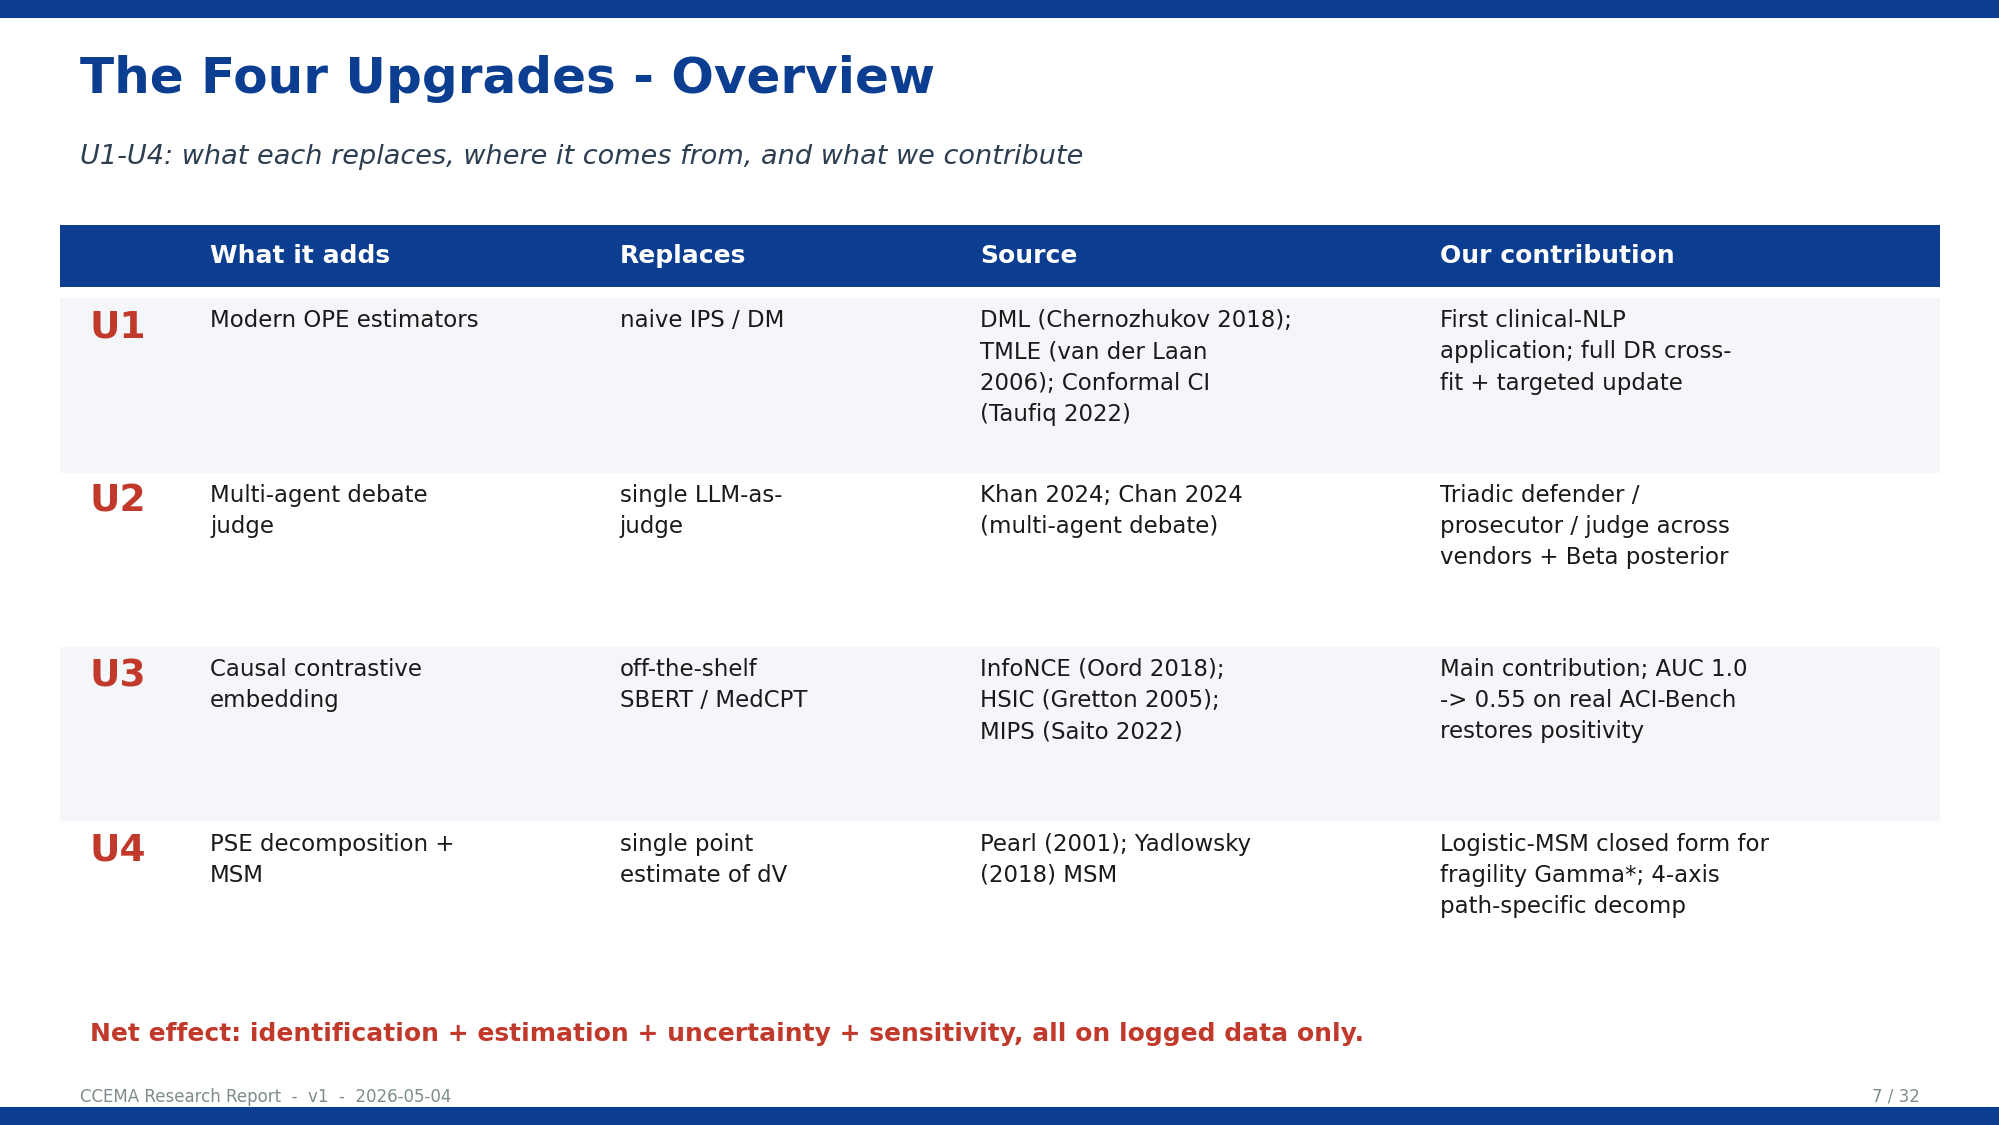 The Four Upgrades - Overview
U1-U4: what each replaces, where it comes from, and what we contribute
What it adds
Replaces
Source
Our contribution
U1
Modern OPE estimators
naive IPS / DM
DML (Chernozhukov 2018);
TMLE (van der Laan
2006); Conformal CI
(Taufiq 2022)
First clinical-NLP
application; full DR cross-
fit + targeted update
U2
Multi-agent debate
judge
single LLM-as-
judge
Khan 2024; Chan 2024
(multi-agent debate)
Triadic defender /
prosecutor / judge across
vendors + Beta posterior
U3
Causal contrastive
embedding
off-the-shelf
SBERT / MedCPT
InfoNCE (Oord 2018);
HSIC (Gretton 2005);
MIPS (Saito 2022)
Main contribution; AUC 1.0
-> 0.55 on real ACI-Bench
restores positivity
U4
PSE decomposition +
MSM
single point
estimate of dV
Pearl (2001); Yadlowsky
(2018) MSM
Logistic-MSM closed form for
fragility Gamma*; 4-axis
path-specific decomp
Net effect: identification + estimation + uncertainty + sensitivity, all on logged data only.
CCEMA Research Report - v1 - 2026-05-04
7 / 32